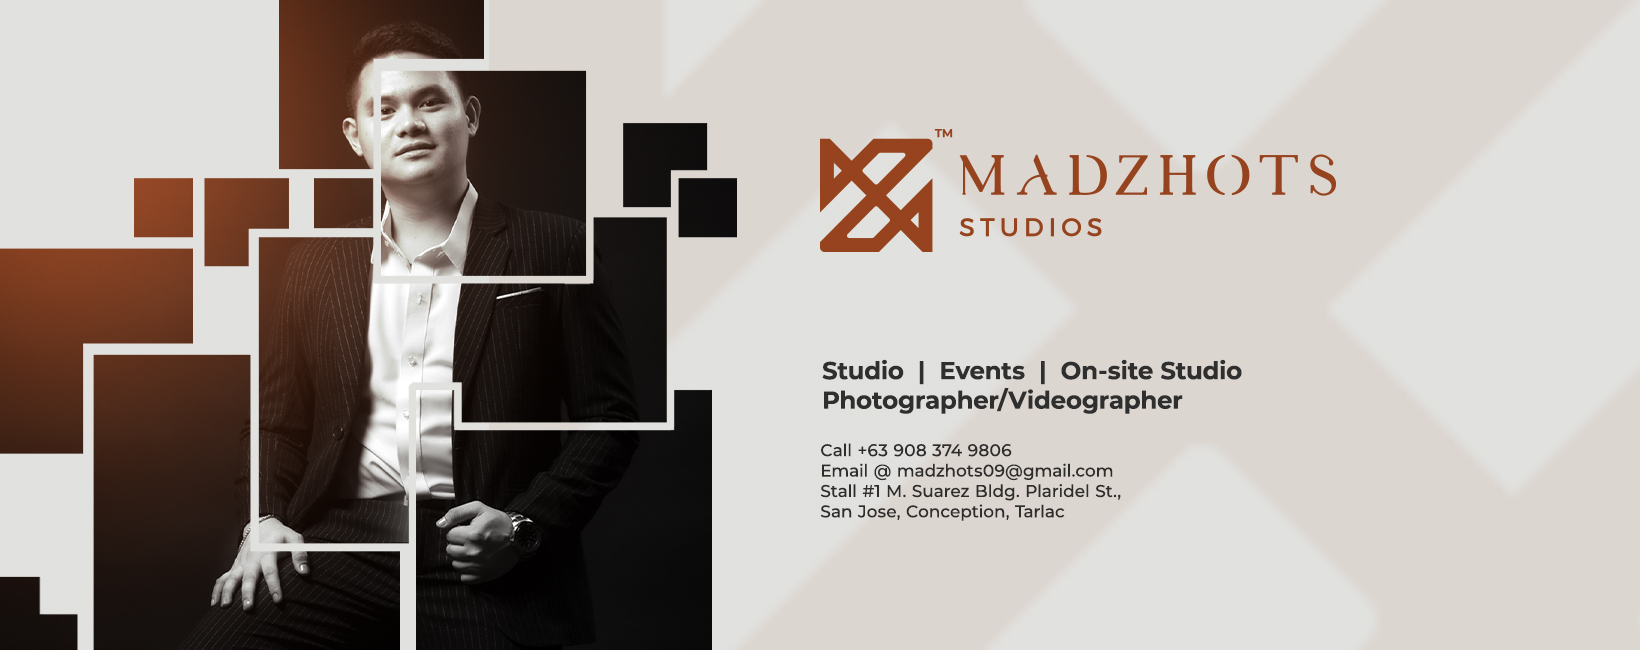 MADZHOTS ™
STUDIOS
Studio | Events | On-site Studio
Photographer/Videographer
Call +63 908 374 9806
Email @ madzhots09@gmail.com
Stall #1 M. Suarez Bldg. Plaridel St.,
San Jose, Conception, Tarlac